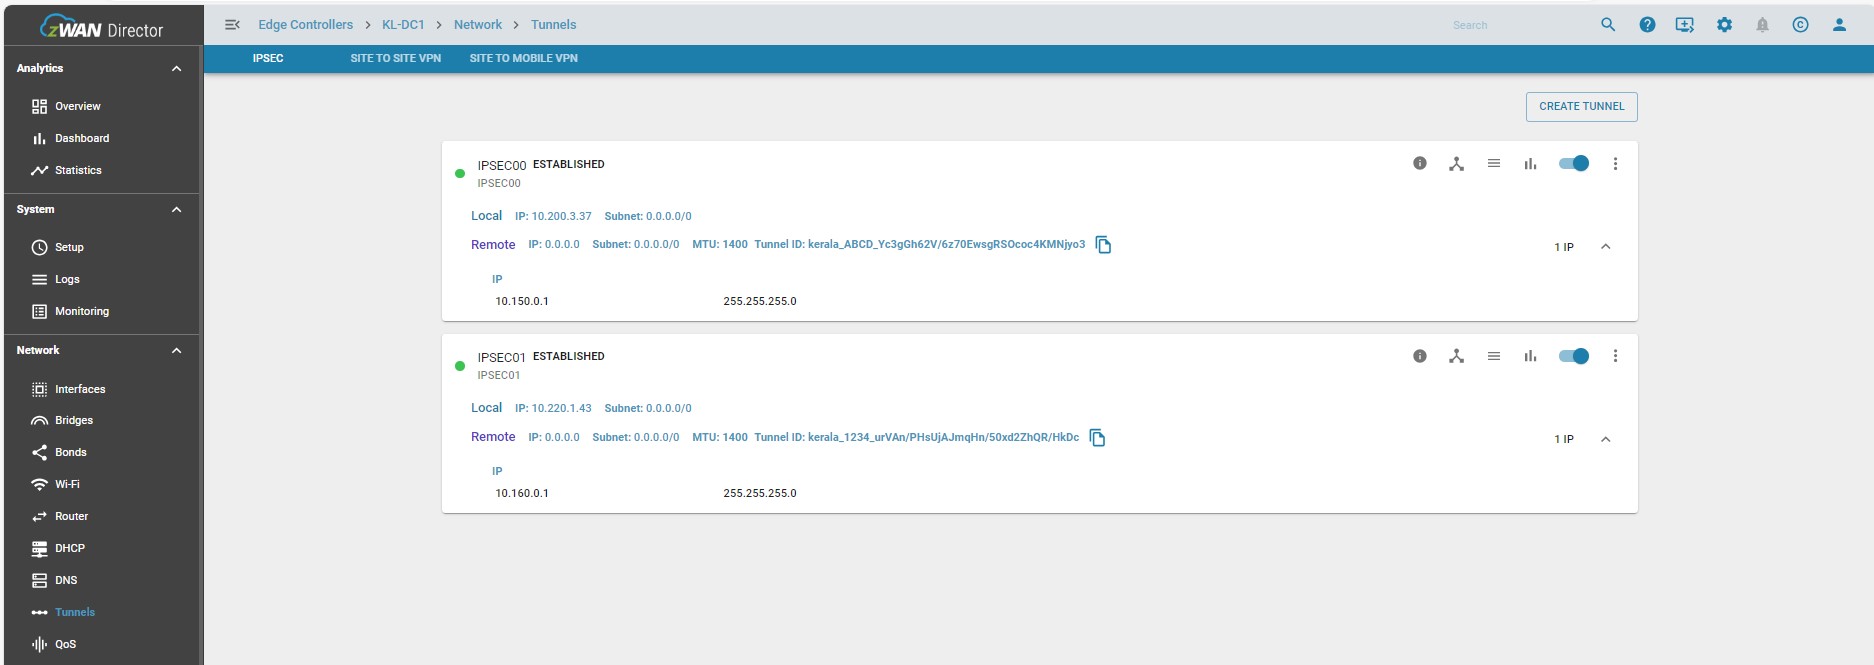 zWAN Director
Edge Controllers > KL-DC1 > Network > Tunnels
Search
IPSEC SITE TO SITE VPN SITE TO MOBILE VPN
Analytics
Overview
Dashboard
Statistics
System
Setup
Logs
Monitoring
Network
Interfaces
Bridges
Bonds
Wi-Fi
Router
DHCP
DNS
Tunnels
QoS
CREATE TUNNEL
IPSEC00 ESTABLISHED
IPSEC00
Local IP: 10.200.3.37 Subnet: 0.0.0.0/0
Remote IP: 0.0.0.0 Subnet: 0.0.0.0/0 MTU: 1400 Tunnel ID: kerala_ABCD_Yc3gGh62V/6z70EwsgRSOcoc4KMNjyo3
1 IP
IP
10.150.0.1 255.255.255.0
IPSEC01 ESTABLISHED
IPSEC01
Local IP: 10.220.1.43 Subnet: 0.0.0.0/0
Remote IP: 0.0.0.0 Subnet: 0.0.0.0/0 MTU: 1400 Tunnel ID: kerala_1234_urVAn/PHsUjAJmqHn/50xd2ZhQR/HkDc
1 IP
IP
10.160.0.1 255.255.255.0